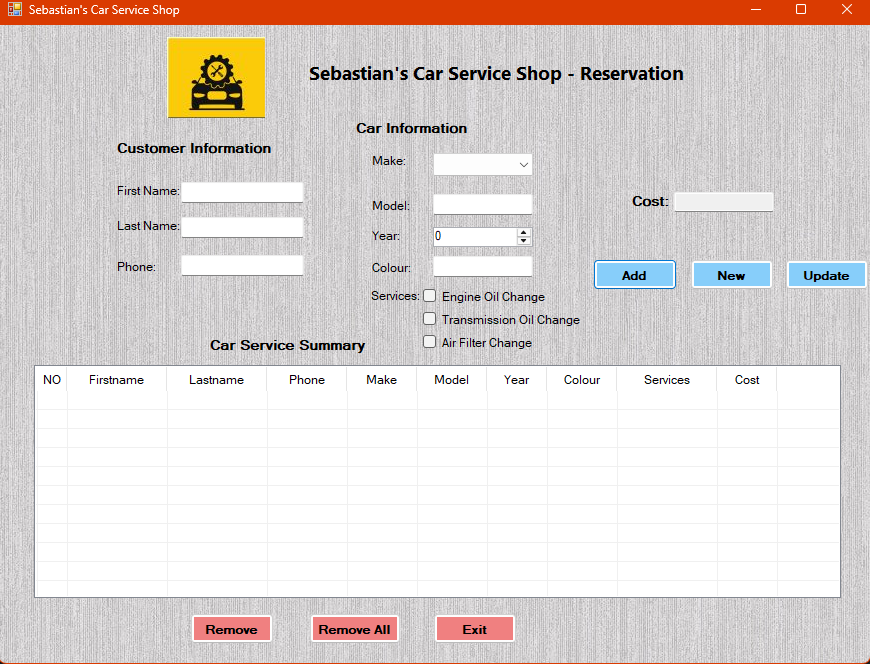 Sebastian's Car Service Shop
Sebastian's Car Service Shop - Reservation
Customer Information
First Name:
Last Name:
Phone:
Car Information
Make:
Model:
Year: 0
Colour:
Services: Engine Oil Change
Transmission Oil Change
Air Filter Change
Cost:
Add New Update
Car Service Summary
NO Firstname Lastname Phone Make Model Year Colour Services Cost
Remove Remove All Exit